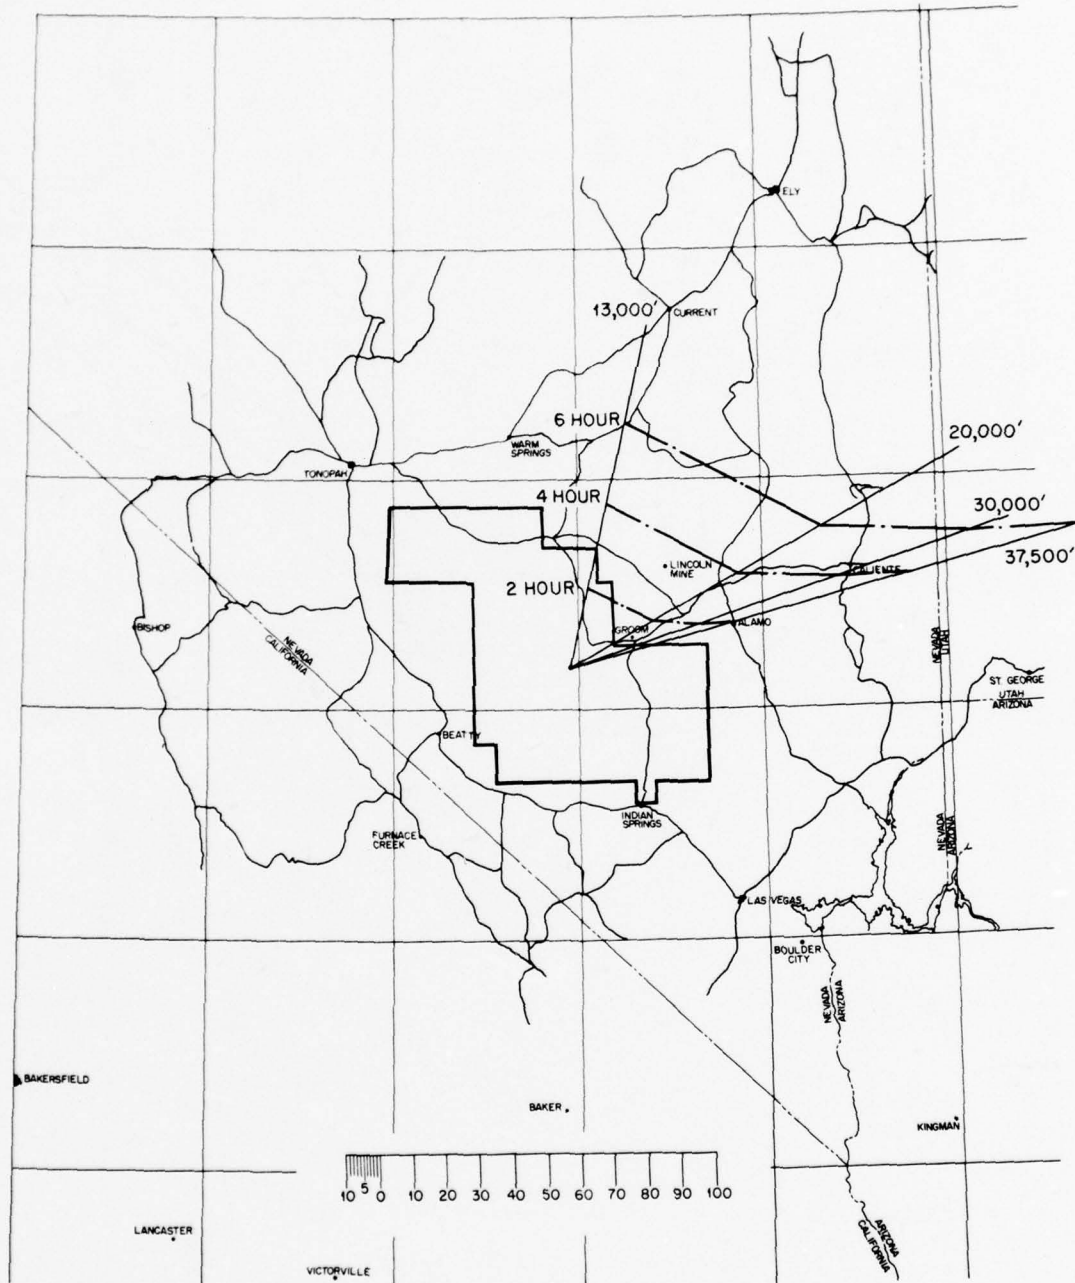 ELY
13,000'
CURRENT
6 HOUR
20,000'
WARM
SPRINGS
TONOPAH
4 HOUR
30,000'
37,500'
LINCOLN
MINE
CALIENTE
2 HOUR
ALAMO
GROOM
BISHOP
NEVADA
CALIFORNIA
NEVADA
UTAH
ST. GEORGE
UTAH
ARIZONA
BEATTY
INDIAN
SPRINGS
FURNACE
CREEK
NEVADA
ARIZONA
LAS VEGAS
BOULDER
CITY
NEVADA
ARIZONA
BAKERSFIELD
BAKER
KINGMAN
10 5 0 10 20 30 40 50 60 70 80 90 100
LANCASTER
ARIZONA
CALIFORNIA
VICTORVILLE